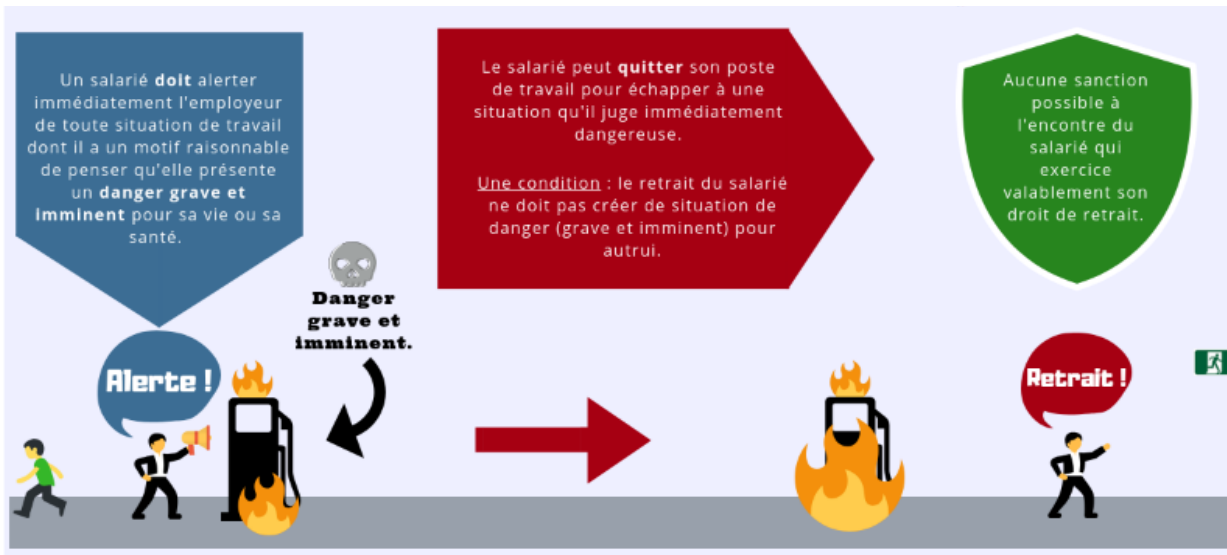 Un salarié doit alerter
immédiatement l'employeur
de toute situation de travail
dont il a un motif raisonnable
de penser qu'elle présente
un danger grave et
imminent pour sa vie ou sa
santé.
Le salarié peut quitter son poste
de travail pour échapper à une
situation qu'il juge immédiatement
dangereuse.
Une condition : le retrait du salarié
ne doit pas créer de situation de
danger (grave et imminent) pour
autrui.
Aucune sanction
possible à
l'encontre du
salarié qui
exercice
valablement son
droit de retrait.
Danger
grave et
imminent.
Alerte !
Retrait !